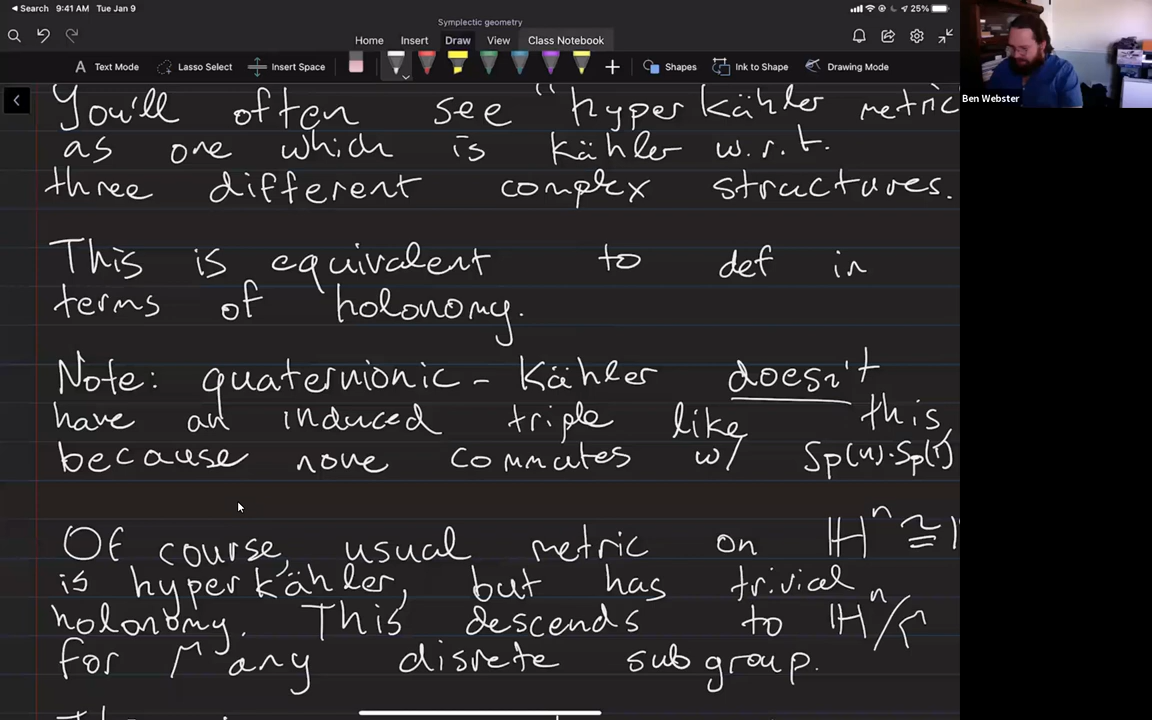 Search 9:41 AM Tue Jan 9
25%
Symplectic geometry
Home Insert Draw View Class Notebook
Text Mode Lasso Select Insert Space Shapes Ink to Shape Drawing Mode
Ben Webster
You'll often see "hyperkähler metric
as one which is Kähler w.r.t.
three different complex structures.
This is equivalent to def in
terms of holonomy.
Note: quaternionic-Kähler doesn't
have an induced triple like this,
because none commutes w/ Sp(n)·Sp(1)
Of course, usual metric on ℍⁿ ≅
is hyperkähler, but has trivial
holonomy. This descends to ℍⁿ/Γ
for Γ any discrete subgroup.